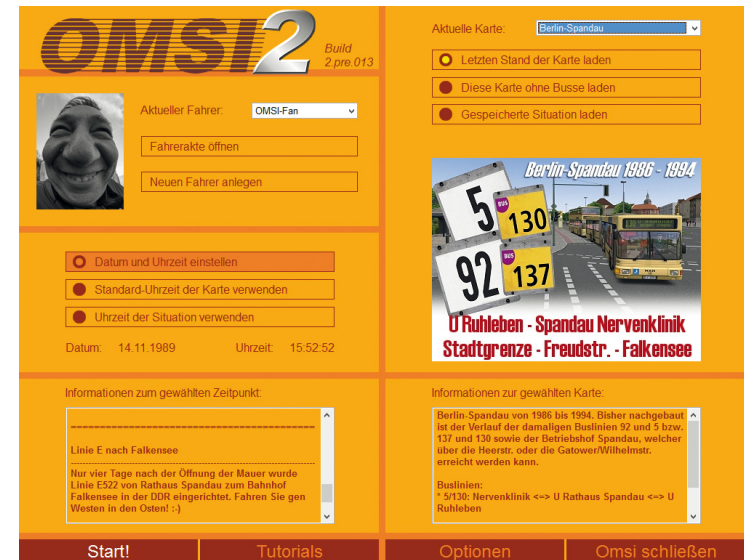 OMSI 2
Build
2.pre.013
Aktueller Fahrer:
OMSI-Fan
Fahrerakte öffnen
Neuen Fahrer anlegen
Datum und Uhrzeit einstellen
Standard-Uhrzeit der Karte verwenden
Uhrzeit der Situation verwenden
Datum: 14.11.1989 Uhrzeit: 15:52:52
Informationen zum gewählten Zeitpunkt:
Linie E nach Falkensee
Nur vier Tage nach der Öffnung der Mauer wurde
Linie E522 von Rathaus Spandau zum Bahnhof
Falkensee in der DDR eingerichtet. Fahren Sie gen
Westen in den Osten! :-)
Aktuelle Karte: Berlin-Spandau
Letzten Stand der Karte laden
Diese Karte ohne Busse laden
Gespeicherte Situation laden
Berlin-Spandau 1986 - 1994
5
BUS
130
92
BUS
137
U Ruhleben - Spandau Nervenklinik
Stadtgrenze - Freudstr. - Falkensee
Informationen zur gewählten Karte:
Berlin-Spandau von 1986 bis 1994. Bisher nachgebaut
ist der Verlauf der damaligen Buslinien 92 und 5 bzw.
137 und 130 sowie der Betriebshof Spandau, welcher
über die Heerstr. oder die Gatower/Wilhelmstr.
erreicht werden kann.
Buslinien:
* 5/130: Nervenklinik <=> U Rathaus Spandau <=> U
Ruhleben
Start!
Tutorials
Optionen
Omsi schließen